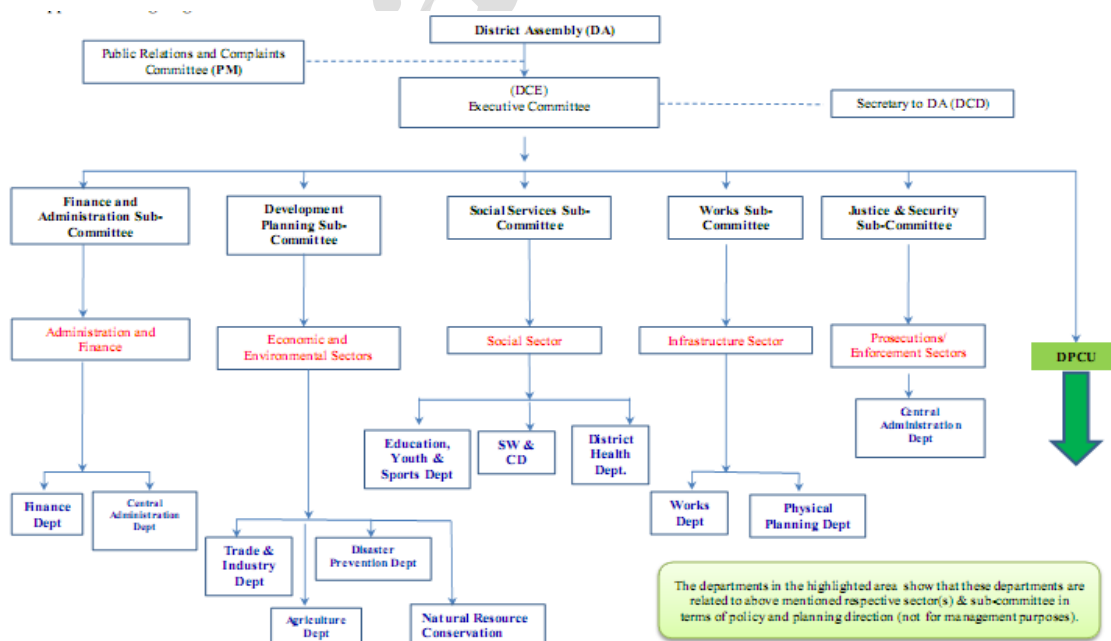 District Assembly (DA)
Public Relations and Complaints
Committee (PM)
(DCE)
Executive Committee
Secretary to DA (DCD)
Finance and
Administration Sub-
Committee
Development
Planning Sub-
Committee
Social Services Sub-
Committee
Works Sub-
Committee
Justice & Security
Sub-Committee
Administration and
Finance
Economic and
Environmental Sectors
Social Sector
Infrastructure Sector
Prosecutions/
Enforcement Sectors
DPCU
Education,
Youth &
Sports Dept
SW &
CD
District
Health
Dept.
Central
Administration
Dept
Finance
Dept
Central
Administration Dept
Works
Dept
Physical
Planning Dept
Trade &
Industry
Dept
Disaster
Prevention Dept
Agriculture
Dept
Natural Resource
Conservation
The departments in the highlighted area show that these departments are
related to above mentioned respective sector(s) & sub-committee in
terms of policy and planning direction (not for management purposes).